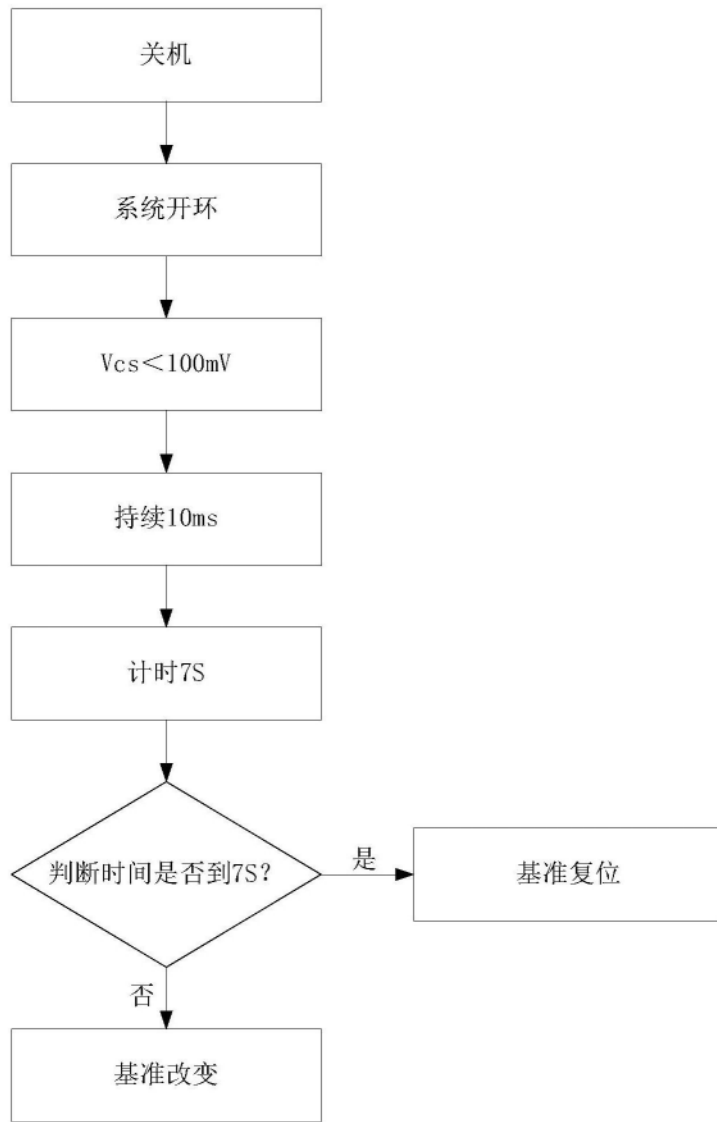 关机
系统开环
Vcs＜100mV
持续10ms
计时7S
判断时间是否到7S?
是
基准复位
否
基准改变